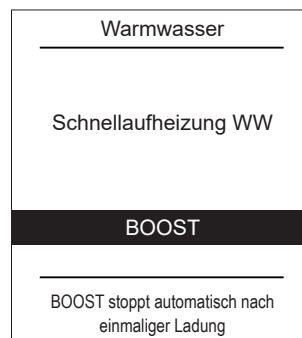 Warmwasser
Schnellaufheizung WW
BOOST
BOOST stoppt automatisch nach
einmaliger Ladung